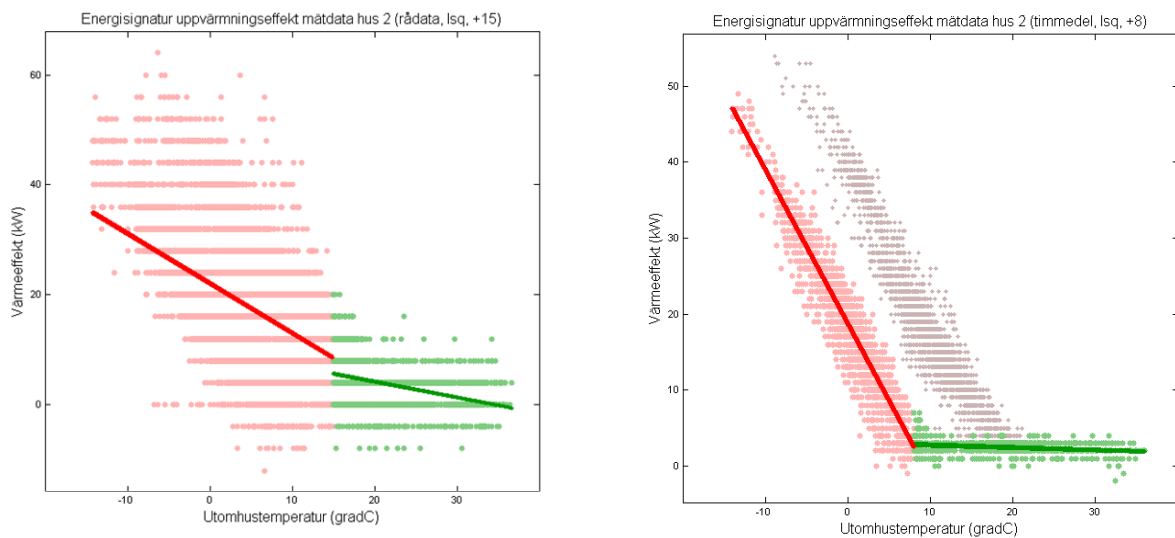 Energisignatur uppvärmningseffekt mätdata hus 2 (rådata, lsq, +15)
60
40
20
0
Värmeeffekt (kW)
-10 0 10 20 30
Utomhustemperatur (gradC)
Energisignatur uppvärmningseffekt mätdata hus 2 (timmedel, lsq, +8)
50
40
30
20
10
0
Värmeeffekt (kW)
-10 0 10 20 30
Utomhustemperatur (gradC)